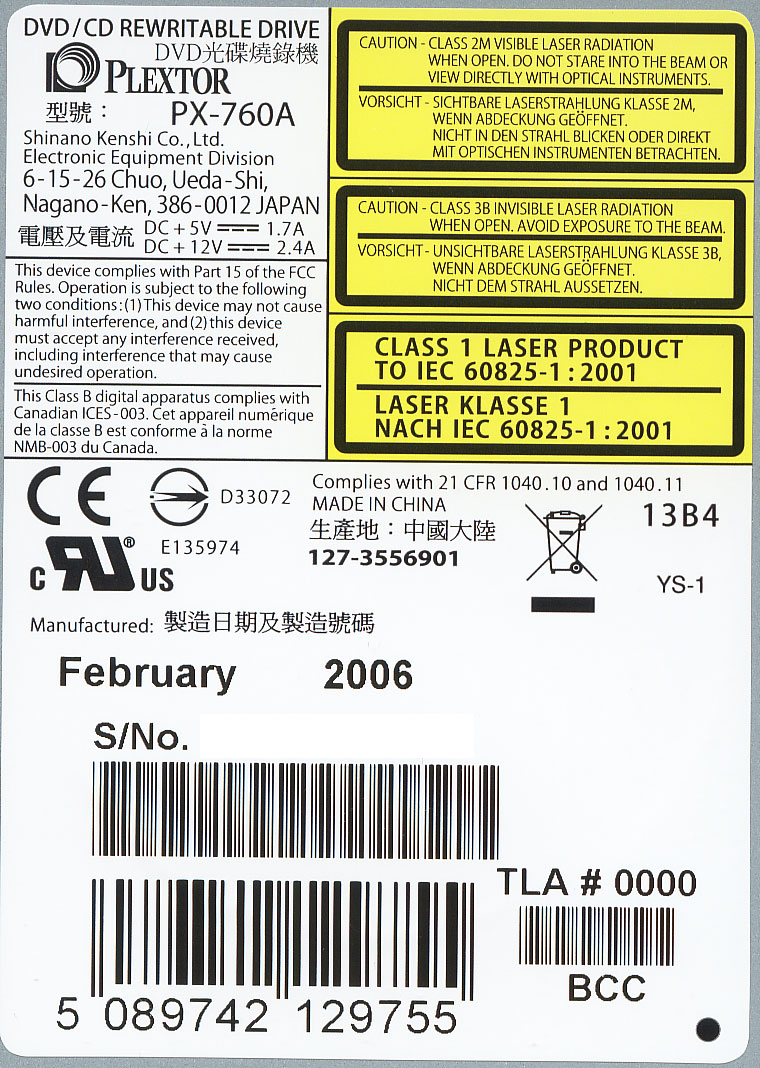 DVD/CD REWRITABLE DRIVE
DVD光碟燒錄機
PLEXTOR
型號： PX-760A
Shinano Kenshi Co.,Ltd.
Electronic Equipment Division
6-15-26 Chuo, Ueda-Shi,
Nagano-Ken, 386-0012 JAPAN
電壓及電流 DC + 5V 1.7A
DC + 12V 2.4A
This device complies with Part 15 of the FCC
Rules. Operation is subject to the following
two conditions: (1) This device may not cause
harmful interference, and (2) this device
must accept any interference received,
including interference that may cause
undesired operation.
This Class B digital apparatus complies with
Canadian ICES-003. Cet appareil numérique
de la classe B est conforme à la norme
NMB-003 du Canada.
CAUTION - CLASS 2M VISIBLE LASER RADIATION
WHEN OPEN. DO NOT STARE INTO THE BEAM OR
VIEW DIRECTLY WITH OPTICAL INSTRUMENTS.
VORSICHT - SICHTBARE LASERSTRAHLUNG KLASSE 2M,
WENN ABDECKUNG GEÖFFNET.
NICHT IN DEN STRAHL BLICKEN ODER DIREKT
MIT OPTISCHEN INSTRUMENTEN BETRACHTEN.
CAUTION - CLASS 3B INVISIBLE LASER RADIATION
WHEN OPEN. AVOID EXPOSURE TO THE BEAM.
VORSICHT - UNSICHTBARE LASERSTRAHLUNG KLASSE 3B,
WENN ABDECKUNG GEÖFFNET.
NICHT DEM STRAHL AUSSETZEN.
CLASS 1 LASER PRODUCT
TO IEC 60825-1 : 2001
LASER KLASSE 1
NACH IEC 60825-1 : 2001
CE
D33072
c RU ® US
E135974
Complies with 21 CFR 1040.10 and 1040.11
MADE IN CHINA
生產地：中國大陸
127-3556901
13B4
YS-1
Manufactured: 製造日期及製造號碼
February 2006
S/No.
TLA # 0000
BCC
5 089742 129755